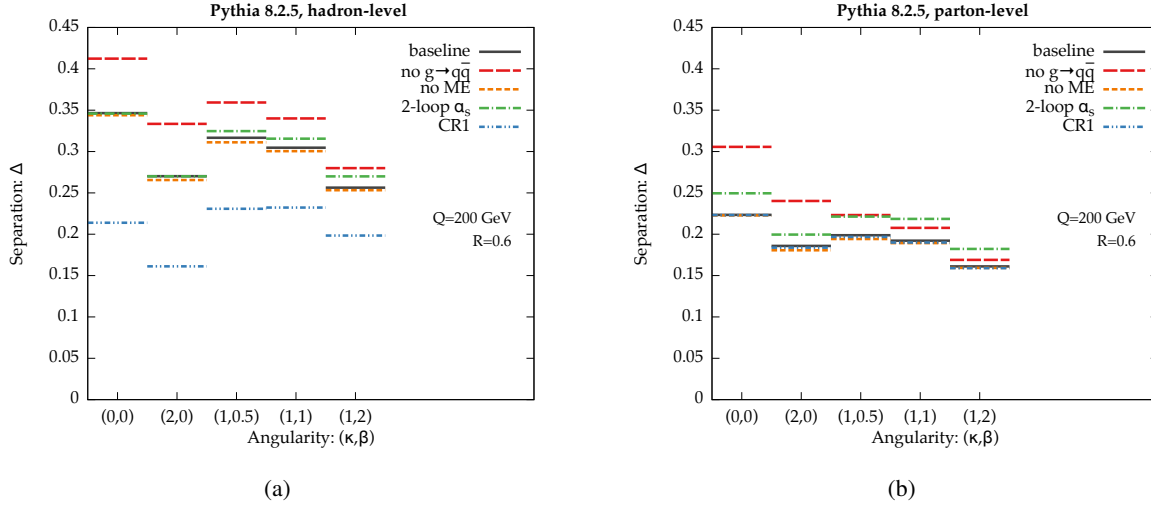 Pythia 8.2.5, hadron-level
Separation: Δ
0.45
0.4
0.35
0.3
0.25
0.2
0.15
0.1
0.05
0
baseline
no g→qq̅
no ME
2-loop αs
CR1
Q=200 GeV
R=0.6
(0,0) (2,0) (1,0.5) (1,1) (1,2)
Angularity: (κ,β)
(a)
Pythia 8.2.5, parton-level
Separation: Δ
0.45
0.4
0.35
0.3
0.25
0.2
0.15
0.1
0.05
0
baseline
no g→qq̅
no ME
2-loop αs
CR1
Q=200 GeV
R=0.6
(0,0) (2,0) (1,0.5) (1,1) (1,2)
Angularity: (κ,β)
(b)